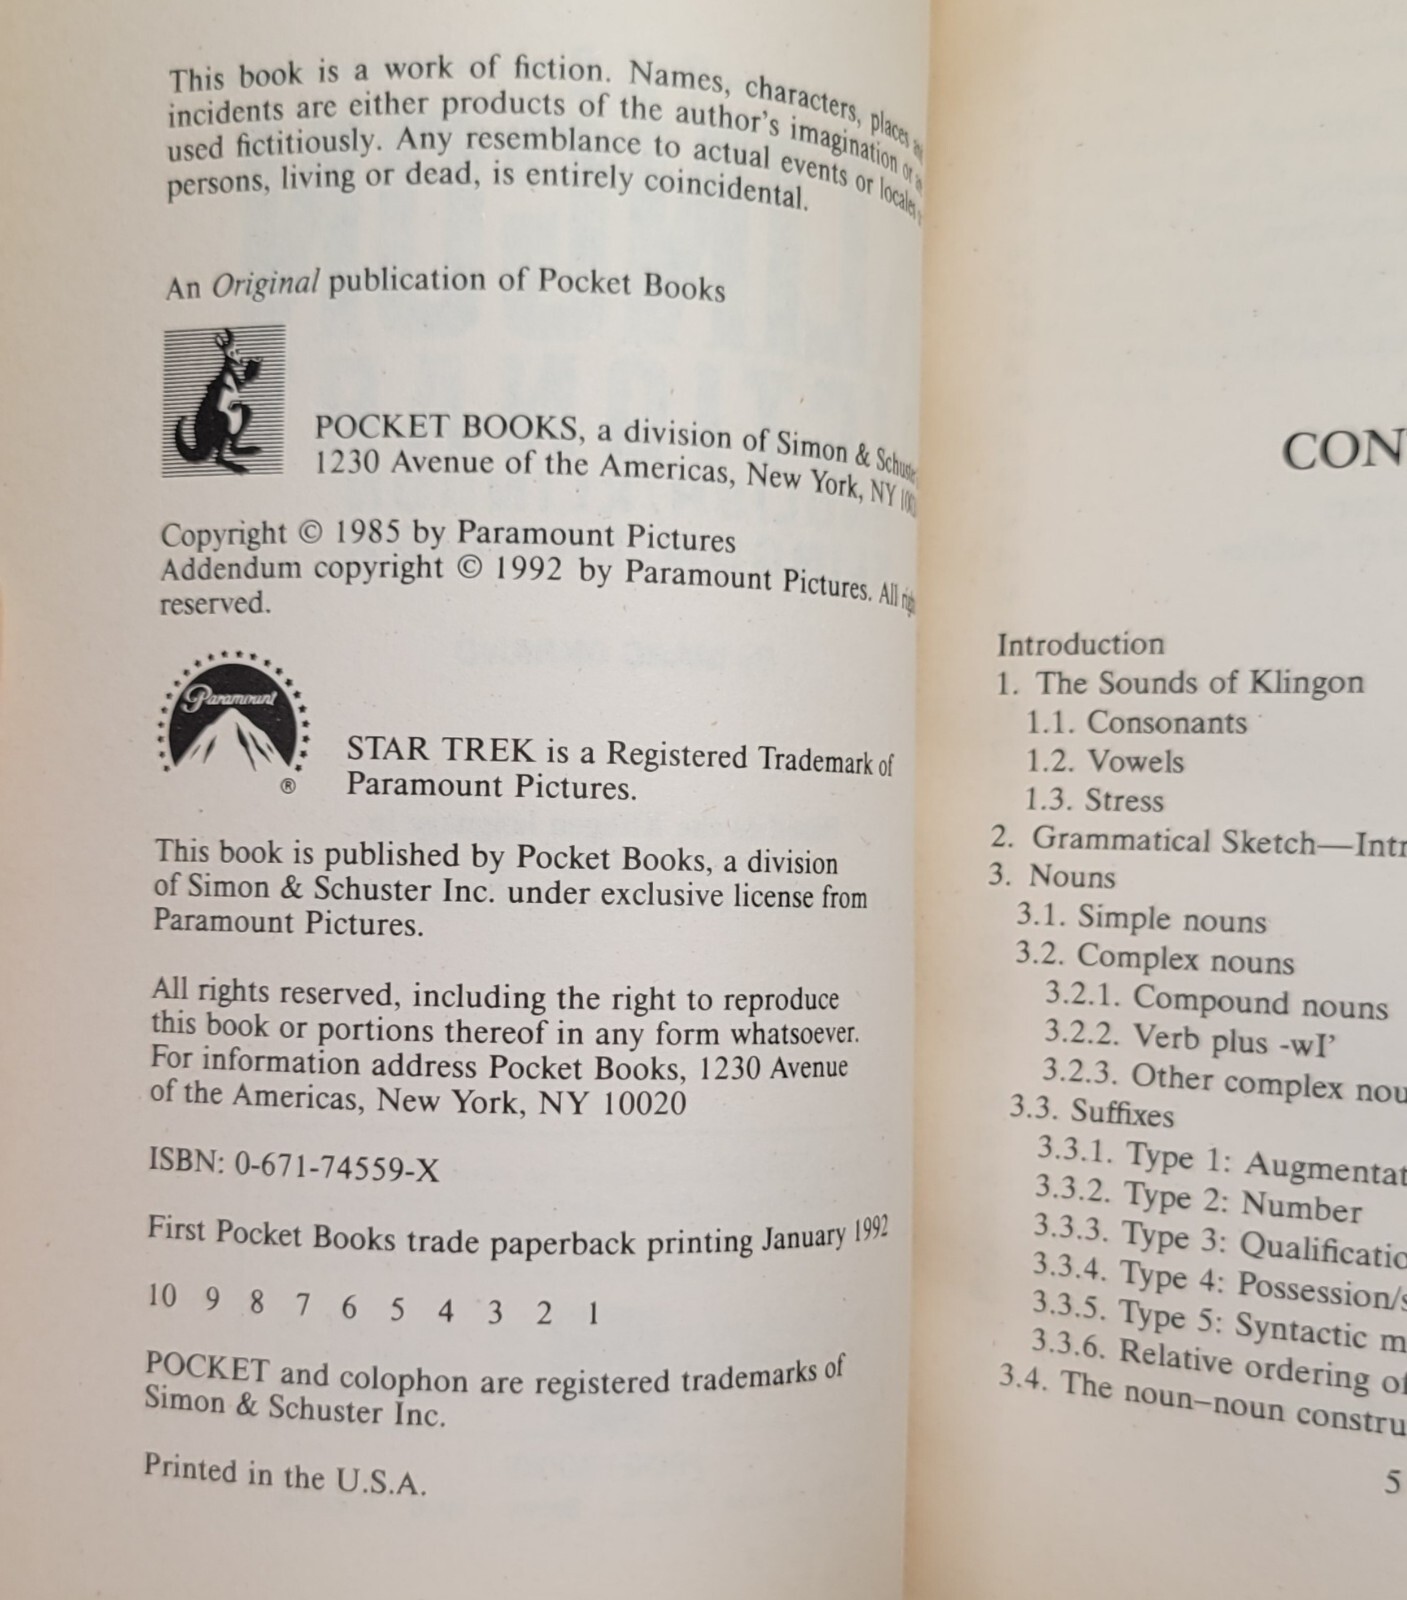 This book is a work of fiction. Names, characters, places
incidents are either products of the author's imagination or
used fictitiously. Any resemblance to actual events or locales
persons, living or dead, is entirely coincidental.
An Original publication of Pocket Books
POCKET BOOKS, a division of Simon & Schuste
1230 Avenue of the Americas, New York, NY
Copyright © 1985 by Paramount Pictures
Addendum copyright © 1992 by Paramount Pictures. All
reserved.
Paramount
®
STAR TREK is a Registered Trademark of
Paramount Pictures.
This book is published by Pocket Books, a division
of Simon & Schuster Inc. under exclusive license from
Paramount Pictures.
All rights reserved, including the right to reproduce
this book or portions thereof in any form whatsoever.
For information address Pocket Books, 1230 Avenue
of the Americas, New York, NY 10020
ISBN: 0-671-74559-X
First Pocket Books trade paperback printing January 1992
10 9 8 7 6 5 4 3 2 1
POCKET and colophon are registered trademarks of
Simon & Schuster Inc.
Printed in the U.S.A.
CON
Introduction
1. The Sounds of Klingon
1.1. Consonants
1.2. Vowels
1.3. Stress
2. Grammatical Sketch—Intr
3. Nouns
3.1. Simple nouns
3.2. Complex nouns
3.2.1. Compound nouns
3.2.2. Verb plus -wI'
3.2.3. Other complex nou
3.3. Suffixes
3.3.1. Type 1: Augmentat
3.3.2. Type 2: Number
3.3.3. Type 3: Qualificatio
3.3.4. Type 4: Possession/s
3.3.5. Type 5: Syntactic m
3.3.6. Relative ordering of
3.4. The noun–noun constru
5